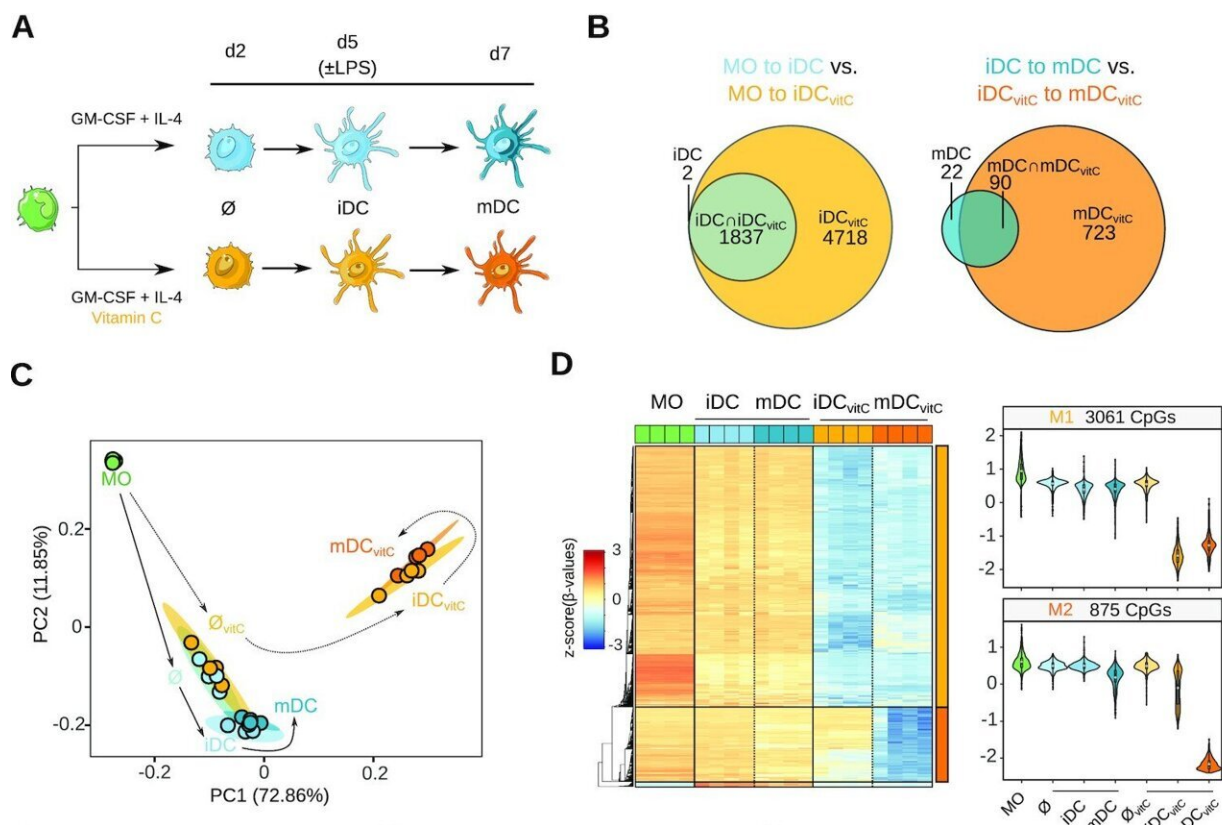 A
d2
d5
(±LPS)
d7
GM-CSF + IL-4
Ø
iDC
mDC
GM-CSF + IL-4
Vitamin C
B
MO to iDC vs.
MO to iDCvitC
iDC to mDC vs.
iDCvitC to mDCvitC
iDC
2
iDC∩iDCvitC
1837
iDCvitC
4718
mDC
22
mDC∩mDCvitC
90
mDCvitC
723
C
PC2 (11.85%)
0.2
0
-0.2
-0.2
0
0.2
PC1 (72.86%)
MO
ØvitC
Ø
iDC
mDC
mDCvitC
iDCvitC
D
MO
iDC
mDC
iDCvitC
mDCvitC
z-score(β-values)
3
0
-3
M1 3061 CpGs
2
1
0
-1
-2
M2 875 CpGs
1
0
-1
-2
MO
Ø
iDC
mDC
ØvitC
iDCvitC
DCvitC